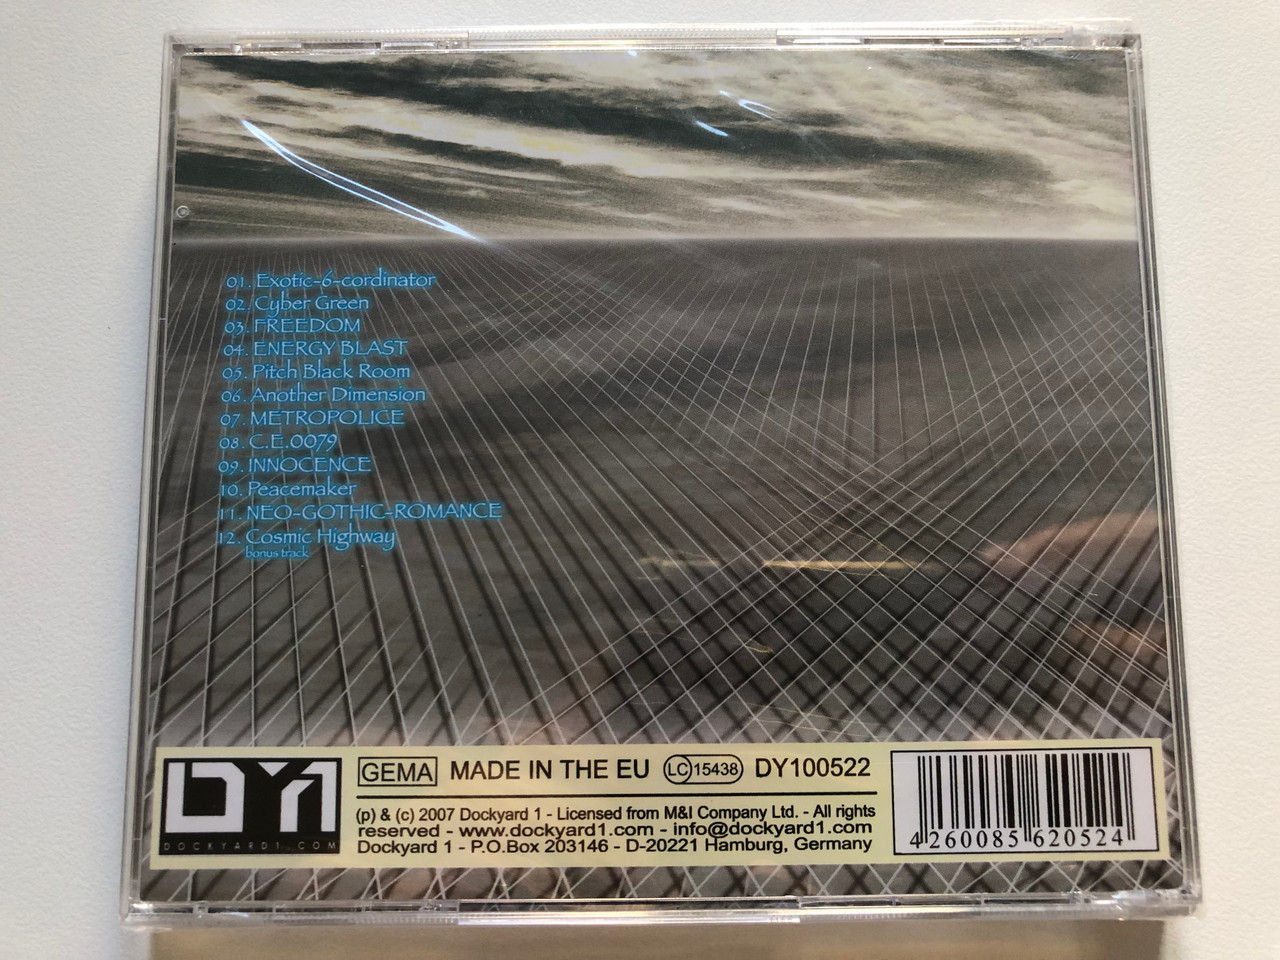 01. Exotic-6-cordinator
02. Cyber Green
03. FREEDOM
04. ENERGY BLAST
05. Pitch Black Room
06. Another Dimension
07. METROPOLICE
08. C.E.0079
09. INNOCENCE
10. Peacemaker
11. NEO-GOTHIC-ROMANCE
12. Cosmic Highway
bonus track
DY1
DOCKYARD1.COM
GEMA MADE IN THE EU LC 15438 DY100522
(p) & (c) 2007 Dockyard 1 - Licensed from M&I Company Ltd. - All rights
reserved - www.dockyard1.com - info@dockyard1.com
Dockyard 1 - P.O.Box 203146 - D-20221 Hamburg, Germany
4 260085 620524